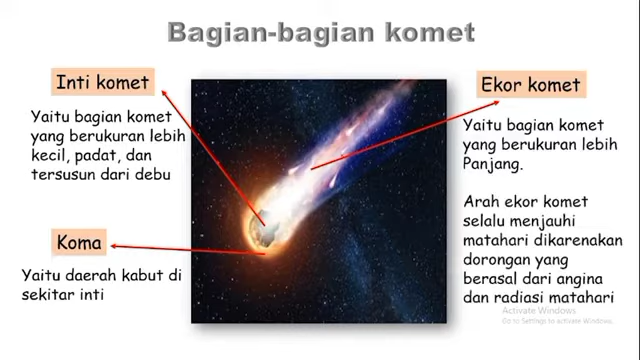 Bagian-bagian komet
Inti komet
Yaitu bagian komet
yang berukuran lebih
kecil, padat, dan
tersusun dari debu
Koma
Yaitu daerah kabut di
sekitar inti
Ekor komet
Yaitu bagian komet
yang berukuran lebih
Panjang.
Arah ekor komet
selalu menjauhi
matahari dikarenakan
dorongan yang
berasal dari angina
dan radiasi matahari
Activate Windows
Go to Settings to activate Windows.